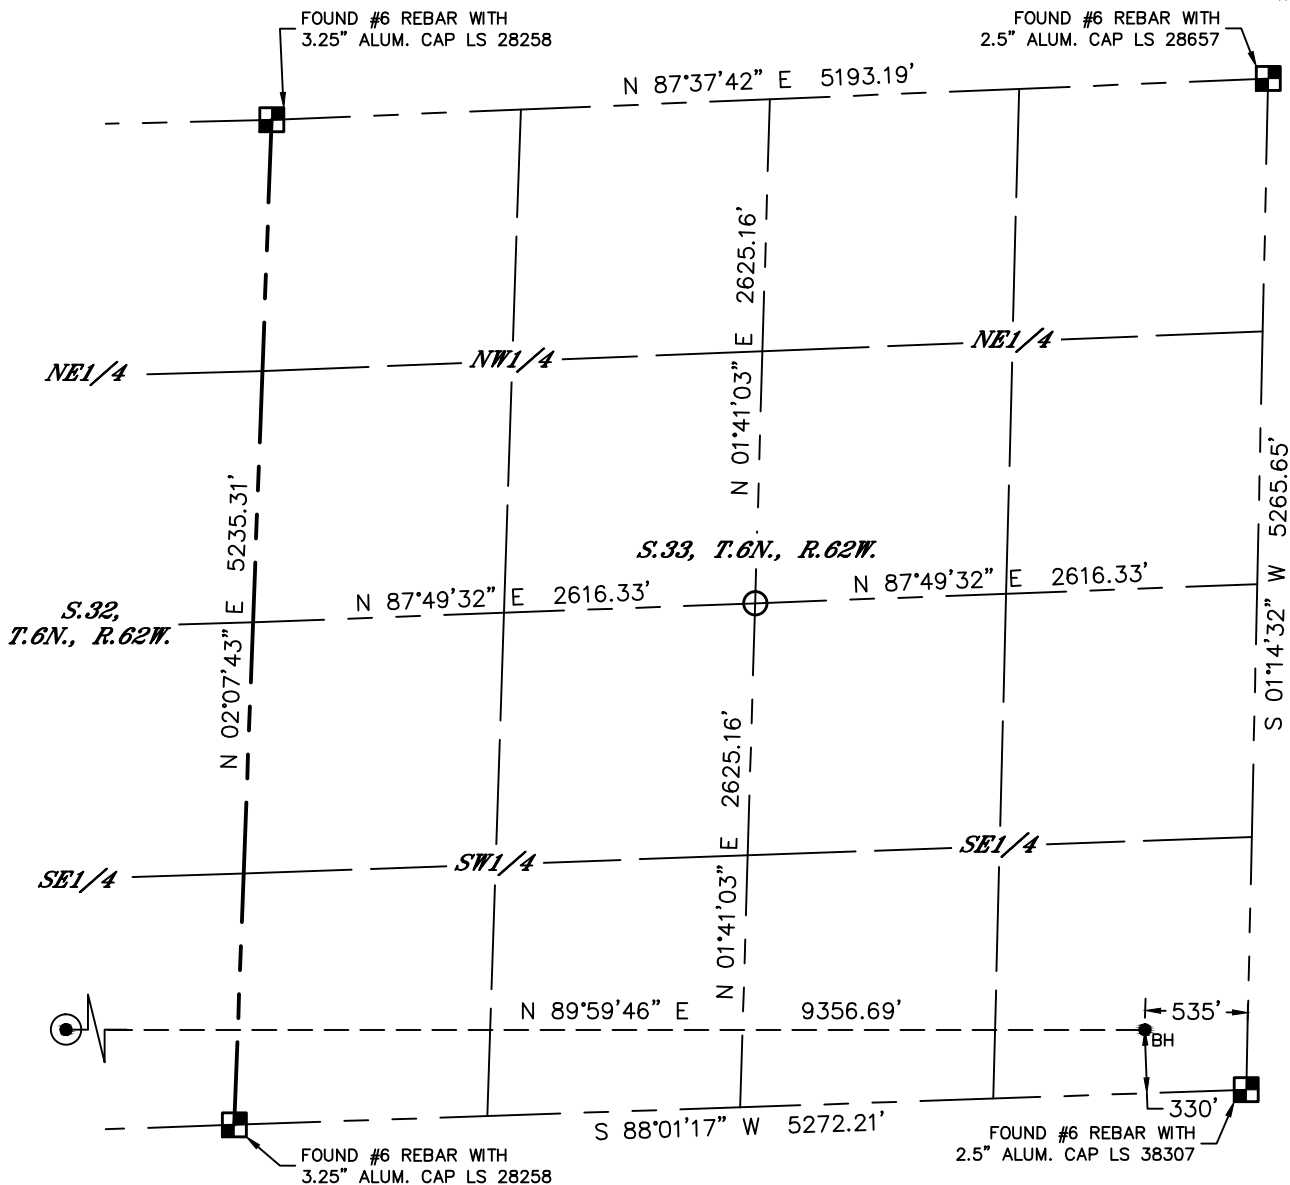 FOUND #6 REBAR WITH
3.25" ALUM. CAP LS 28258
FOUND #6 REBAR WITH
2.5" ALUM. CAP LS 28657
N 87°37'42" E 5193.19'
N 01°41'03" E 2625.16'
NE1/4
NW1/4
NE1/4
N 02°07'43" E 5235.31'
S 01°14'32" W 5265.65'
S.33, T.6N., R.62W.
N 87°49'32" E 2616.33'
N 87°49'32" E 2616.33'
S.32,
T.6N., R.62W.
N 01°41'03" E 2625.16'
SE1/4
SW1/4
SE1/4
N 89°59'46" E 9356.69'
535'
BH
330'
S 88°01'17" W 5272.21'
FOUND #6 REBAR WITH
2.5" ALUM. CAP LS 38307
FOUND #6 REBAR WITH
3.25" ALUM. CAP LS 28258